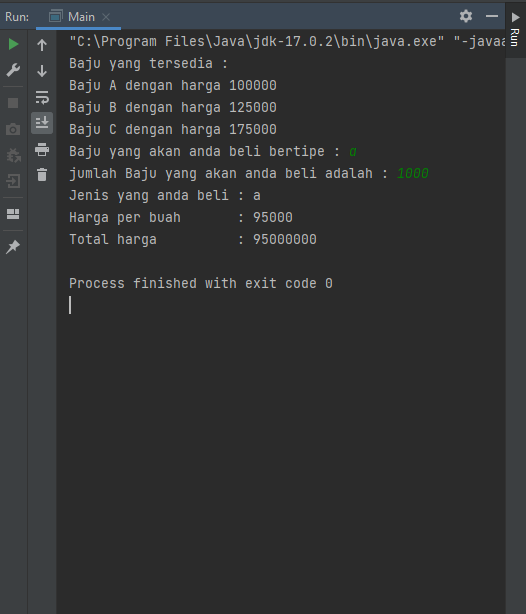 Run: Main
"C:\Program Files\Java\jdk-17.0.2\bin\java.exe" "-javaa
Baju yang tersedia :
Baju A dengan harga 100000
Baju B dengan harga 125000
Baju C dengan harga 175000
Baju yang akan anda beli bertipe : a
jumlah Baju yang akan anda beli adalah : 1000
Jenis yang anda beli : a
Harga per buah : 95000
Total harga : 95000000
Process finished with exit code 0
Run